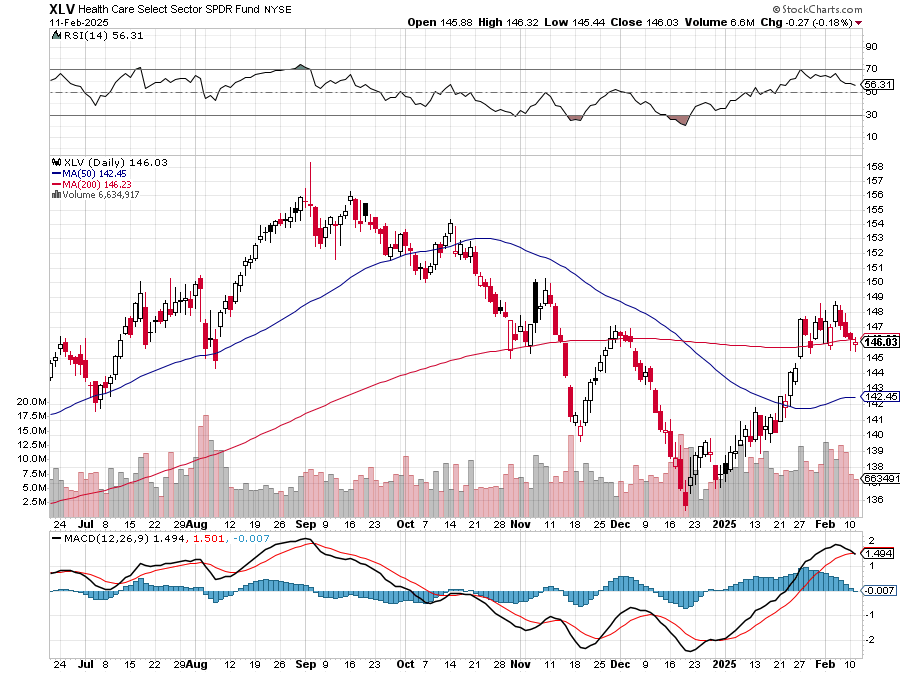 XLV Health Care Select Sector SPDR Fund NYSE
© StockCharts.com
11-Feb-2025
Open 145.88 High 146.32 Low 145.44 Close 146.03 Volume 6.6M Chg -0.27 (-0.18%)
RSI(14) 56.31
90
70
56.31
50
30
10
XLV (Daily) 146.03
MA(50) 142.45
MA(200) 146.23
Volume 6,634,917
158
157
156
155
154
153
152
151
150
149
148
147
146.03
145
144
143
142.45
141
140
139
138
663491
136
20.0M
17.5M
15.0M
12.5M
10.0M
7.5M
5.0M
2.5M
24 Jul 8 15 22 29 Aug 12 19 26 Sep 9 16 23 Oct 7 14 21 28 Nov 11 18 25 Dec 9 16 23 2025 13 21 27 Feb 10
MACD(12,26,9) 1.494, 1.501, -0.007
2
1.494
1
-0.007
-1
-2
24 Jul 8 15 22 29 Aug 12 19 26 Sep 9 16 23 Oct 7 14 21 28 Nov 11 18 25 Dec 9 16 23 2025 13 21 27 Feb 10